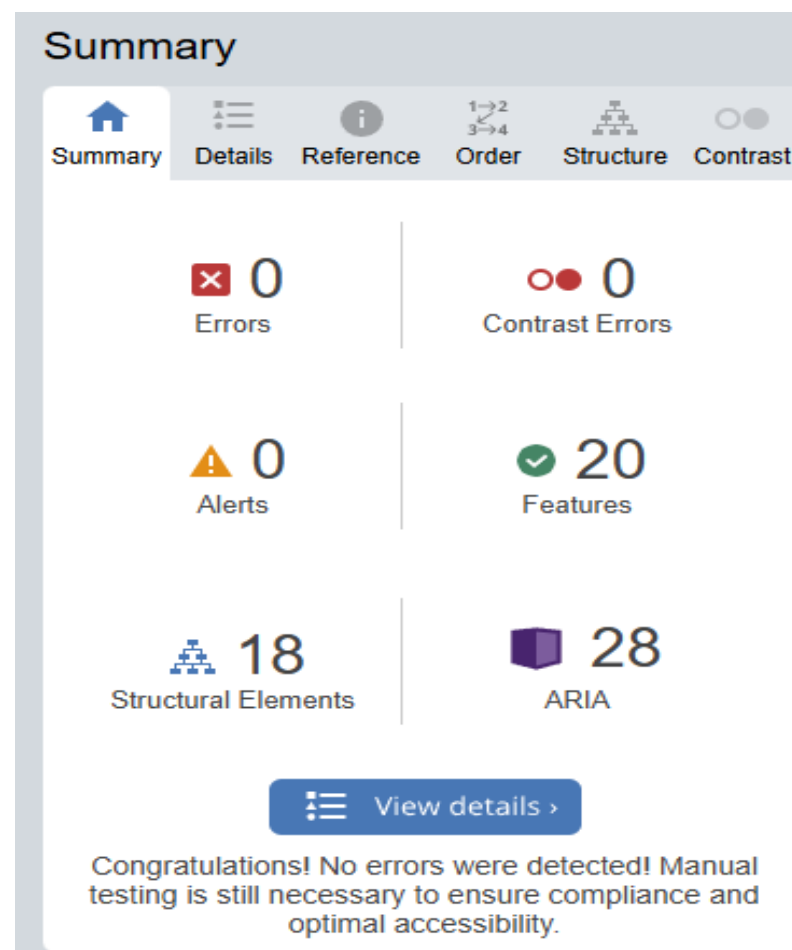 Summary
Summary Details Reference Order Structure Contrast
1→2
3→4
0 Errors
0 Contrast Errors
0 Alerts
20 Features
18 Structural Elements
28 ARIA
View details ›
Congratulations! No errors were detected! Manual
testing is still necessary to ensure compliance and
optimal accessibility.